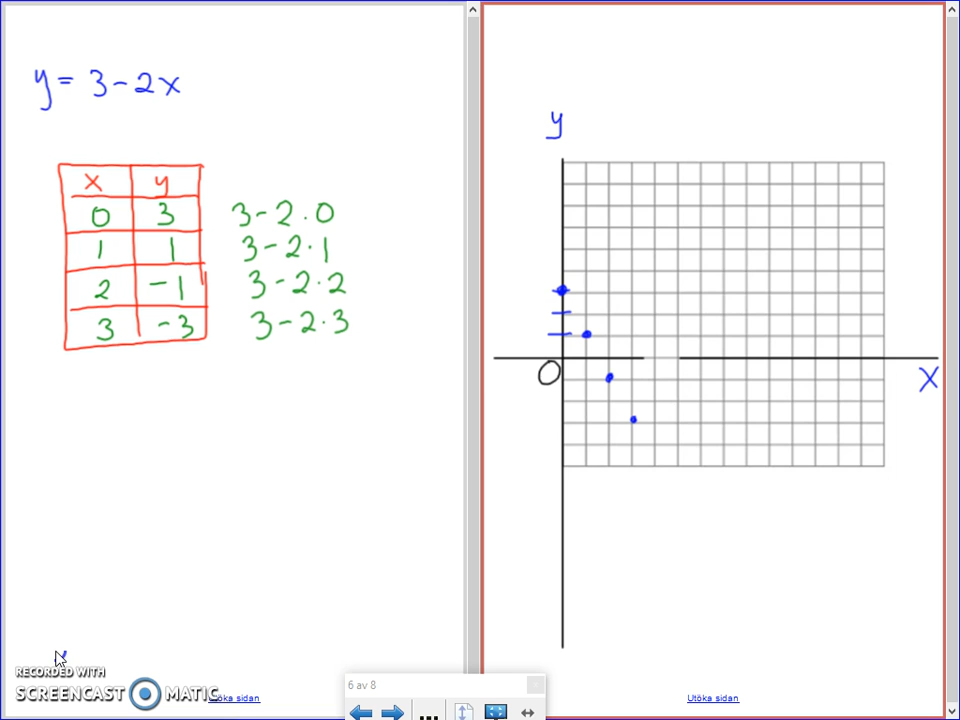 y = 3-2x
x y
0 3 3-2·0
1 1 3-2·1
2 -1 3-2·2
3 -3 3-2·3
y
0
x
RECORDED WITH
SCREENCAST MATIC
Utöka sidan
6 av 8
...
Utöka sidan